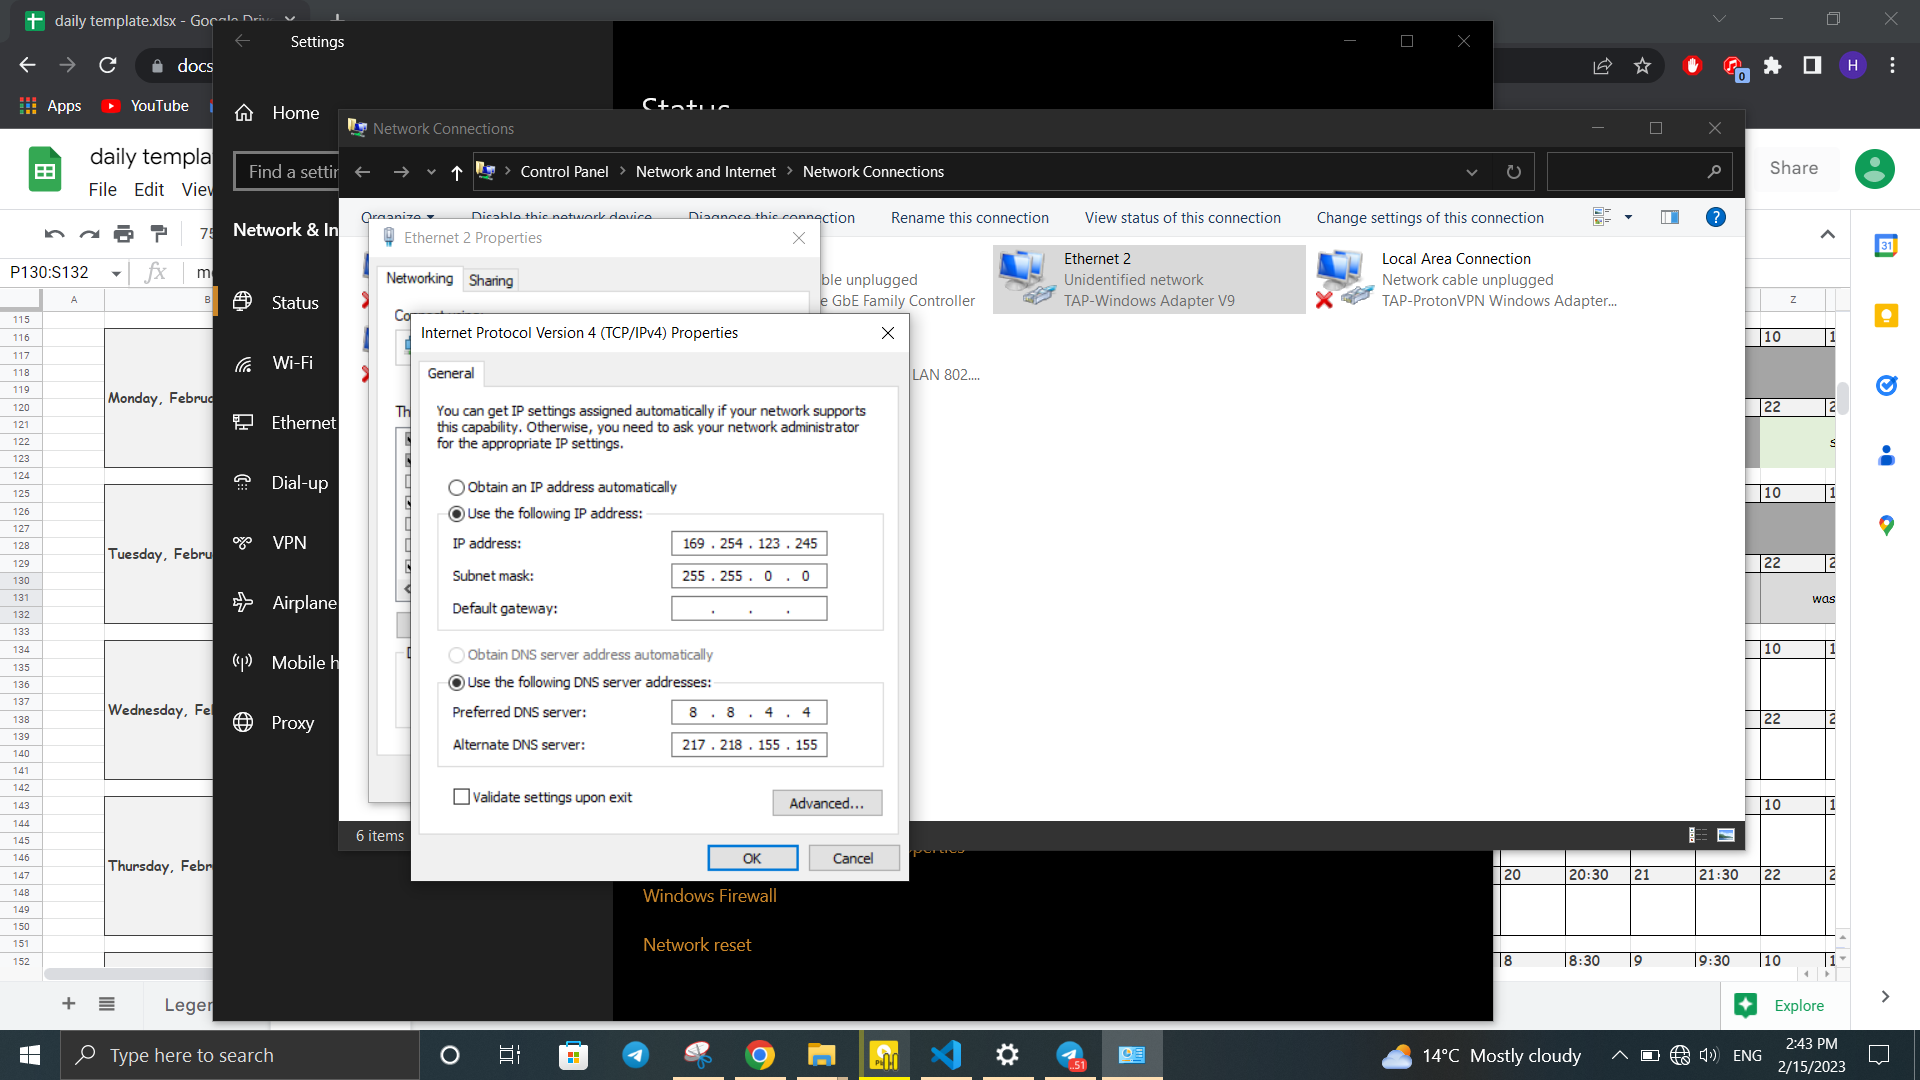 daily template.xlsx - Google Drive
docs
0
H
Apps
YouTube
daily templa
File Edit View
Share
P130:S132
fx
A
B
Z
115
116
117
118
119
120
121
122
123
124
125
126
127
128
129
130
131
132
133
134
135
136
137
138
139
140
141
142
143
144
145
146
147
148
149
150
151
152
Monday, Februa
Tuesday, Febru
Wednesday, Fel
Thursday, Febr
10
22
10
22
was
10
22
10
20 20:30 21 21:30 22
8 8:30 9 9:30 10
31
Legen
Explore
Settings
Home
Find a settin
Network & In
Status
Wi-Fi
Ethernet
Dial-up
VPN
Airplane
Mobile h
Proxy
Status
Windows Firewall
Network reset
Network Connections
Control Panel > Network and Internet > Network Connections
Organize Disable this network device Diagnose this connection Rename this connection View status of this connection Change settings of this connection
ble unplugged
e GbE Family Controller
LAN 802....
Ethernet 2
Unidentified network
TAP-Windows Adapter V9
Local Area Connection
Network cable unplugged
TAP-ProtonVPN Windows Adapter...
6 items
Ethernet 2 Properties
Networking Sharing
Connect using:
Th
Internet Protocol Version 4 (TCP/IPv4) Properties
General
You can get IP settings assigned automatically if your network supports
this capability. Otherwise, you need to ask your network administrator
for the appropriate IP settings.
Obtain an IP address automatically
Use the following IP address:
IP address: 169 . 254 . 123 . 245
Subnet mask: 255 . 255 . 0 . 0
Default gateway: . . .
Obtain DNS server address automatically
Use the following DNS server addresses:
Preferred DNS server: 8 . 8 . 4 . 4
Alternate DNS server: 217 . 218 . 155 . 155
Validate settings upon exit
Advanced...
OK Cancel
Type here to search
51
14°C Mostly cloudy
ENG
2:43 PM
2/15/2023